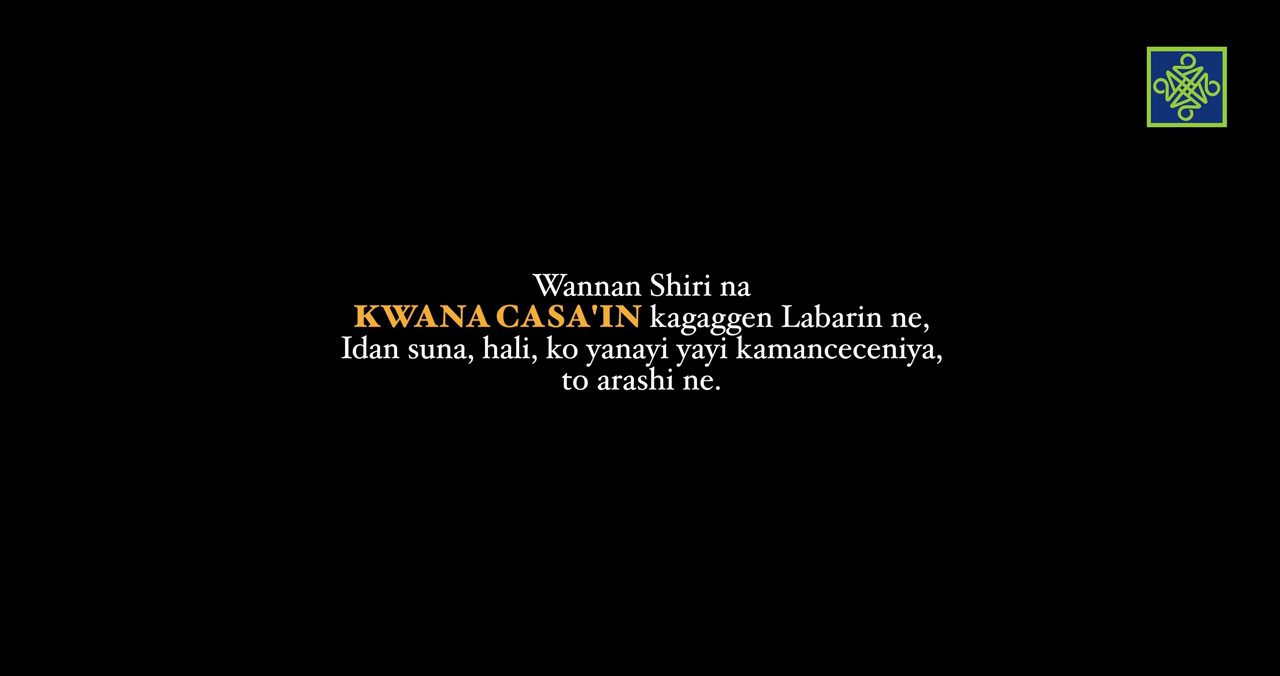 Wannan Shiri na
KWANA CASA'IN kagaggen Labarin ne,
Idan suna, hali, ko yanayi yayi kamanceceniya,
to arashi ne.